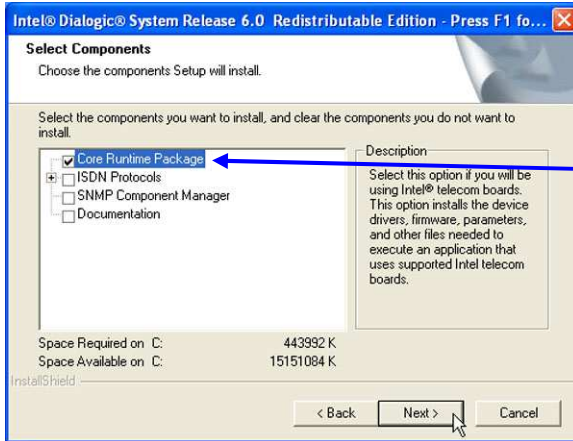 Intel® Dialogic® System Release 6.0 Redistributable Edition - Press F1 fo...
Select Components
Choose the components Setup will install.
Select the components you want to install, and clear the components you do not want to
install.
Core Runtime Package
ISDN Protocols
SNMP Component Manager
Documentation
Description
Select this option if you will be
using Intel® telecom boards.
This option installs the device
drivers, firmware, parameters,
and other files needed to
execute an application that
uses supported Intel telecom
boards.
Space Required on C: 443992 K
Space Available on C: 15151084 K
InstallShield
< Back Next > Cancel